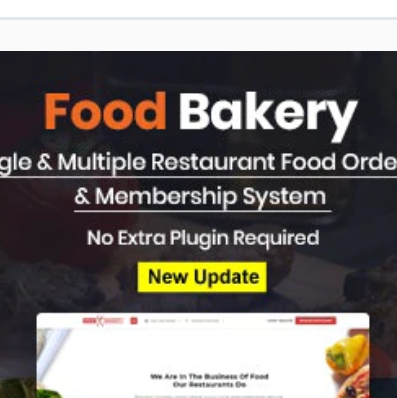 Food Bakery
gle & Multiple Restaurant Food Orde
& Membership System
No Extra Plugin Required
New Update
We Are In The Business Of Food
Our Restaurants Do